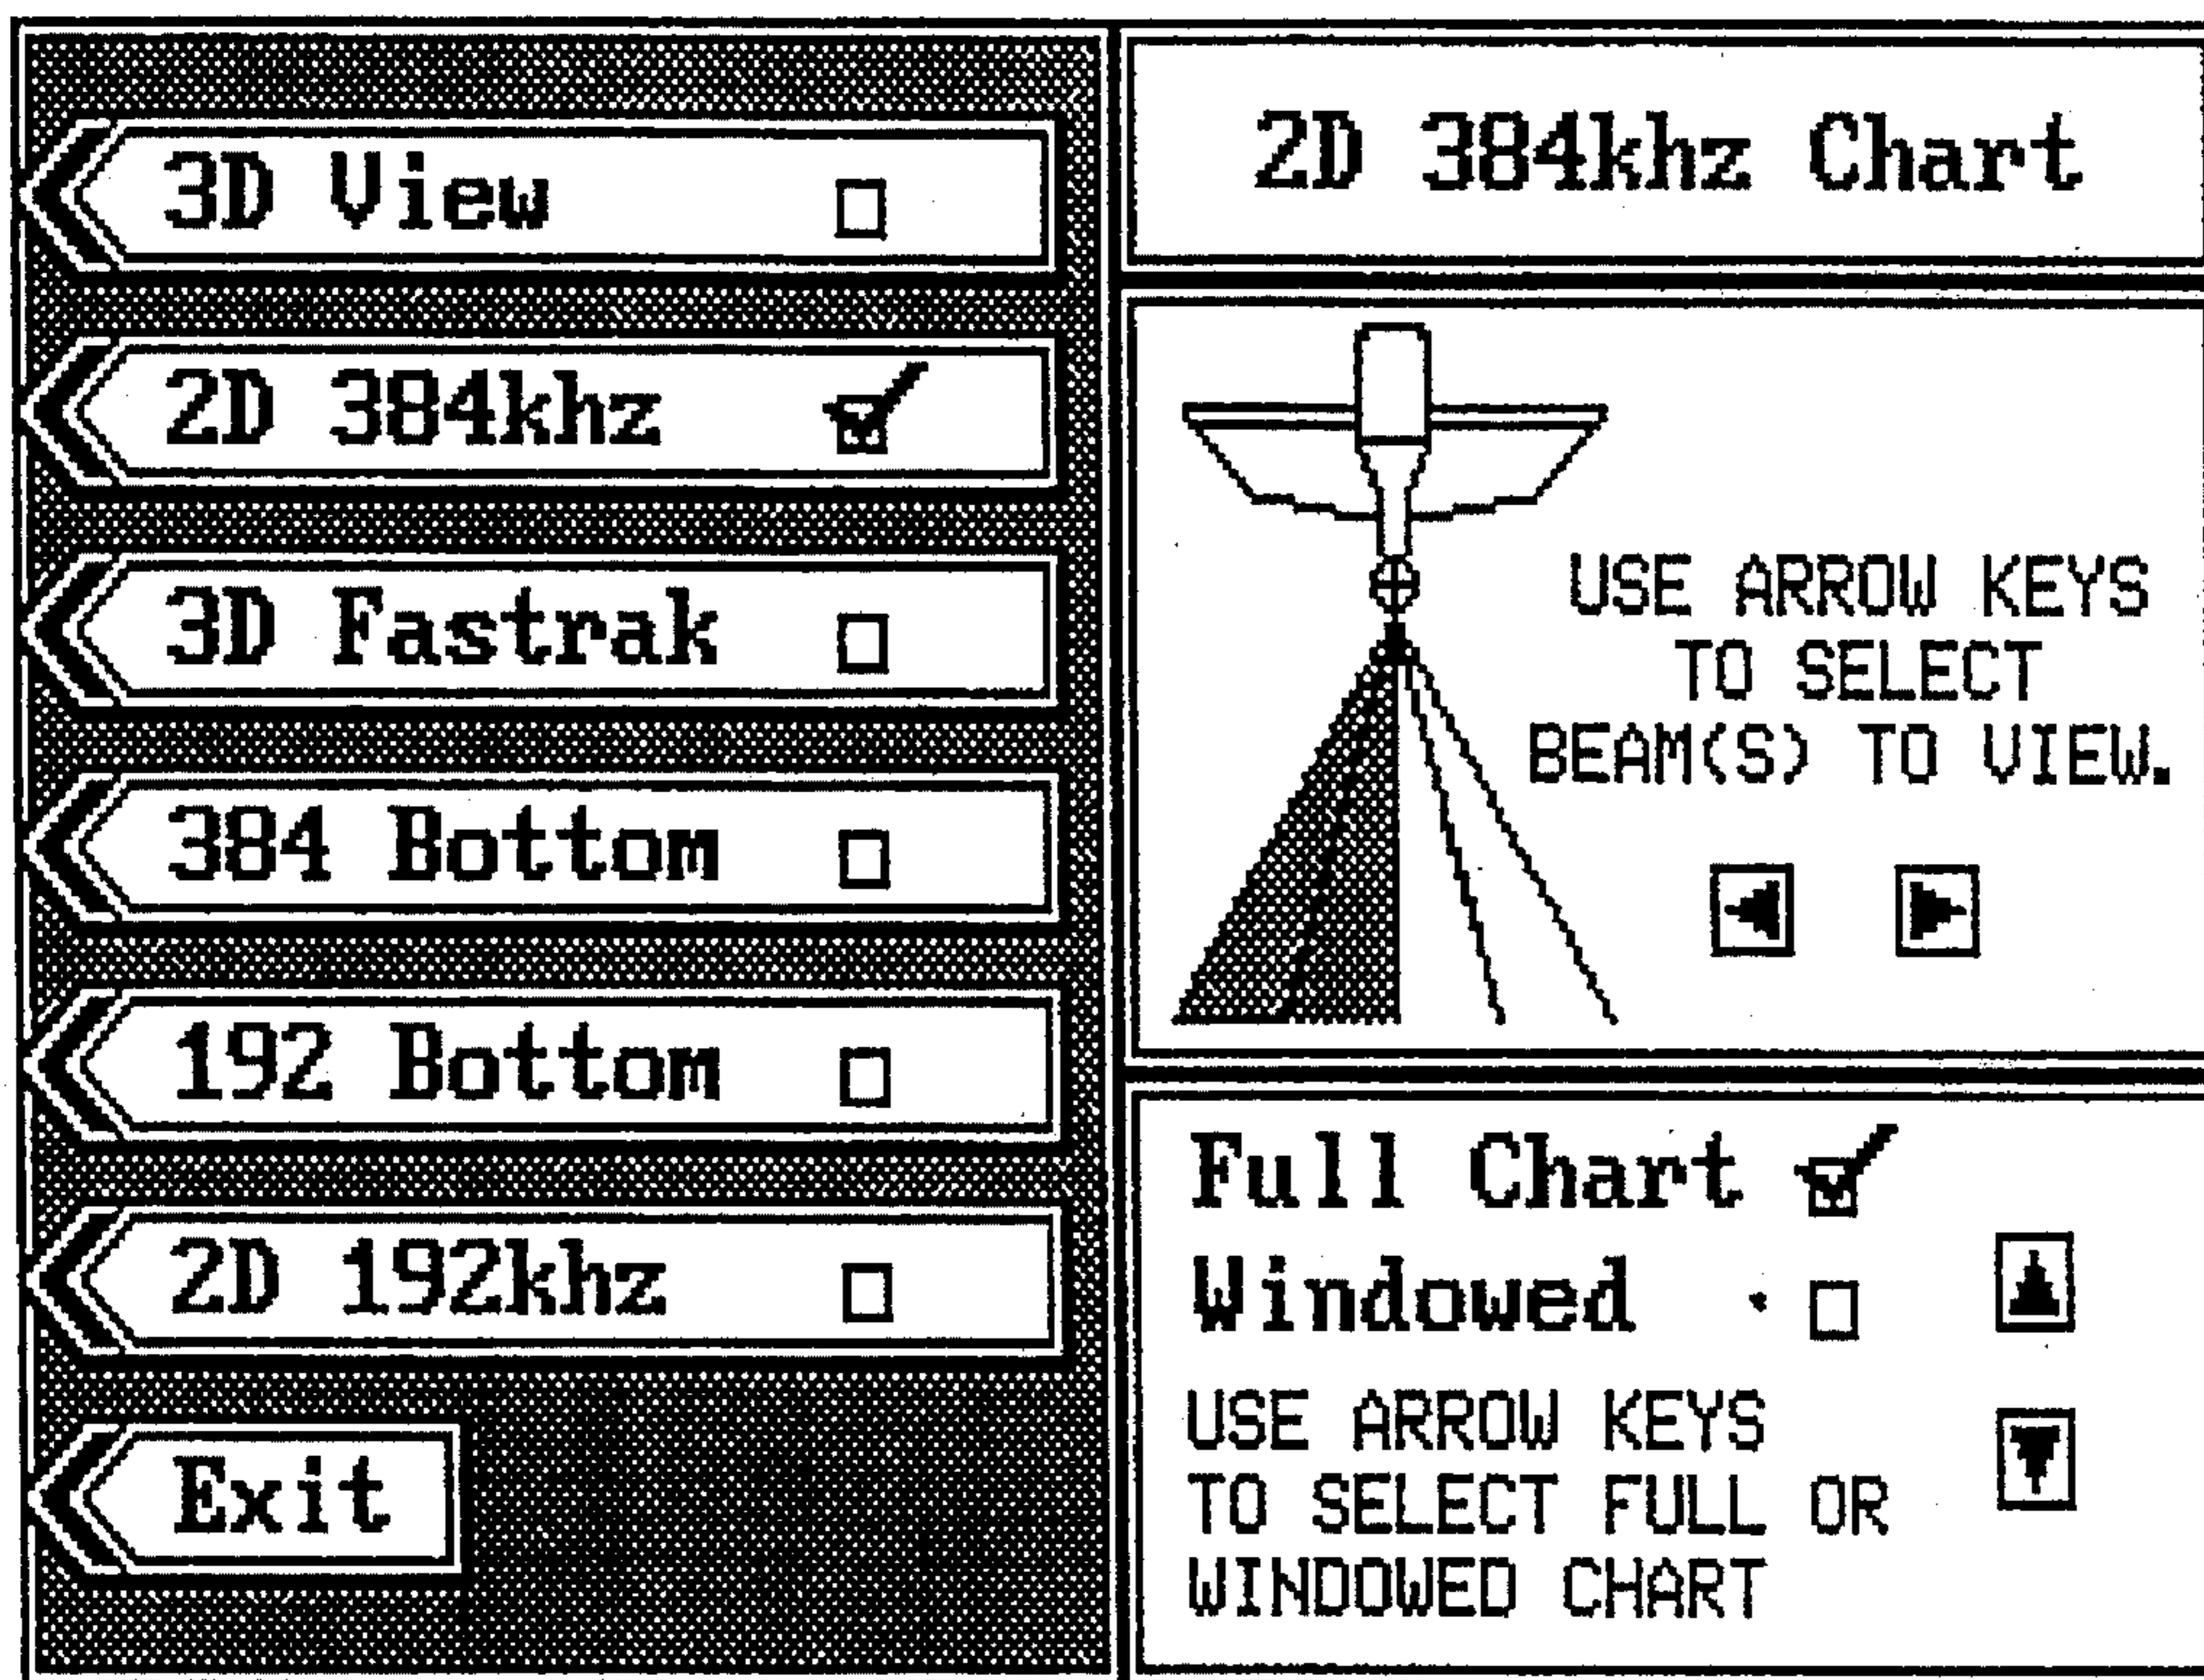 3D View
2D 384khz
3D Fastrak
384 Bottom
192 Bottom
2D 192khz
Exit
2D 384khz Chart
USE ARROW KEYS
TO SELECT
BEAM(S) TO VIEW.
Full Chart
Windowed
USE ARROW KEYS
TO SELECT FULL OR
WINDOWED CHART